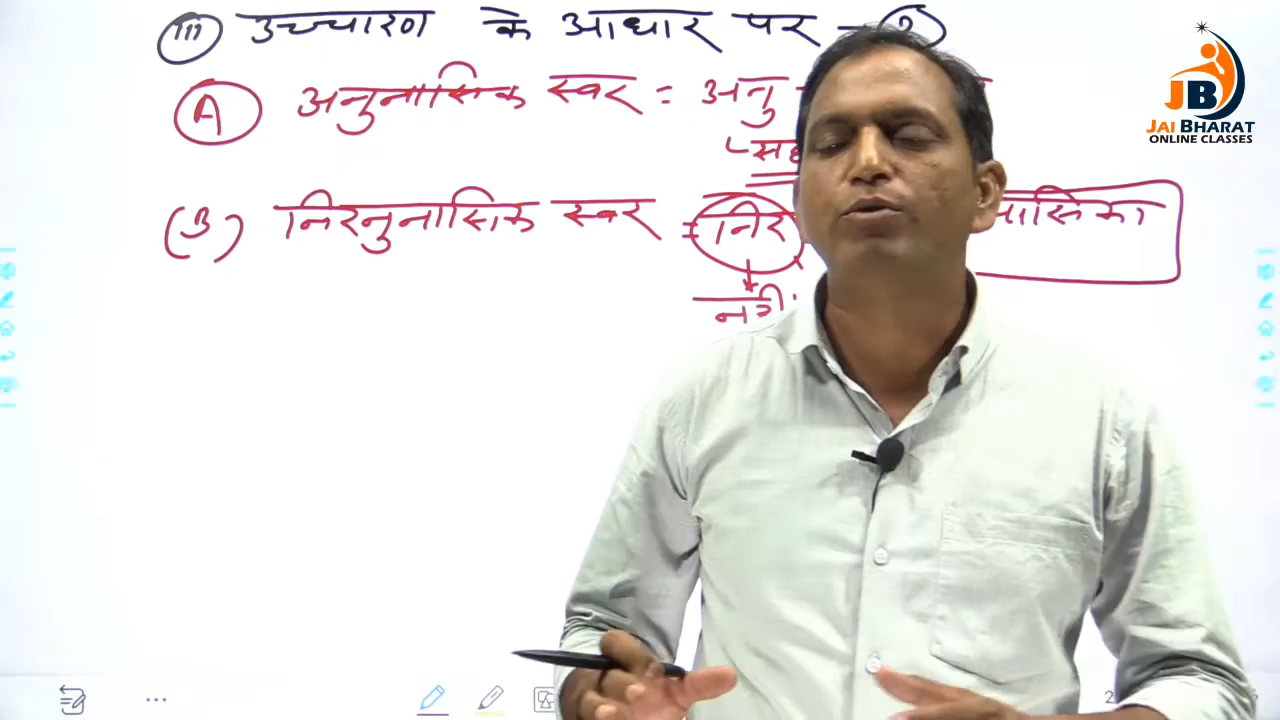 (iii) उच्चारण के आधार पर –
(A) अनुनासिक स्वर = अनु
(B) निरनुनासिक स्वर = निर नासिका
नहीं
JB
JAI BHARAT
ONLINE CLASSES